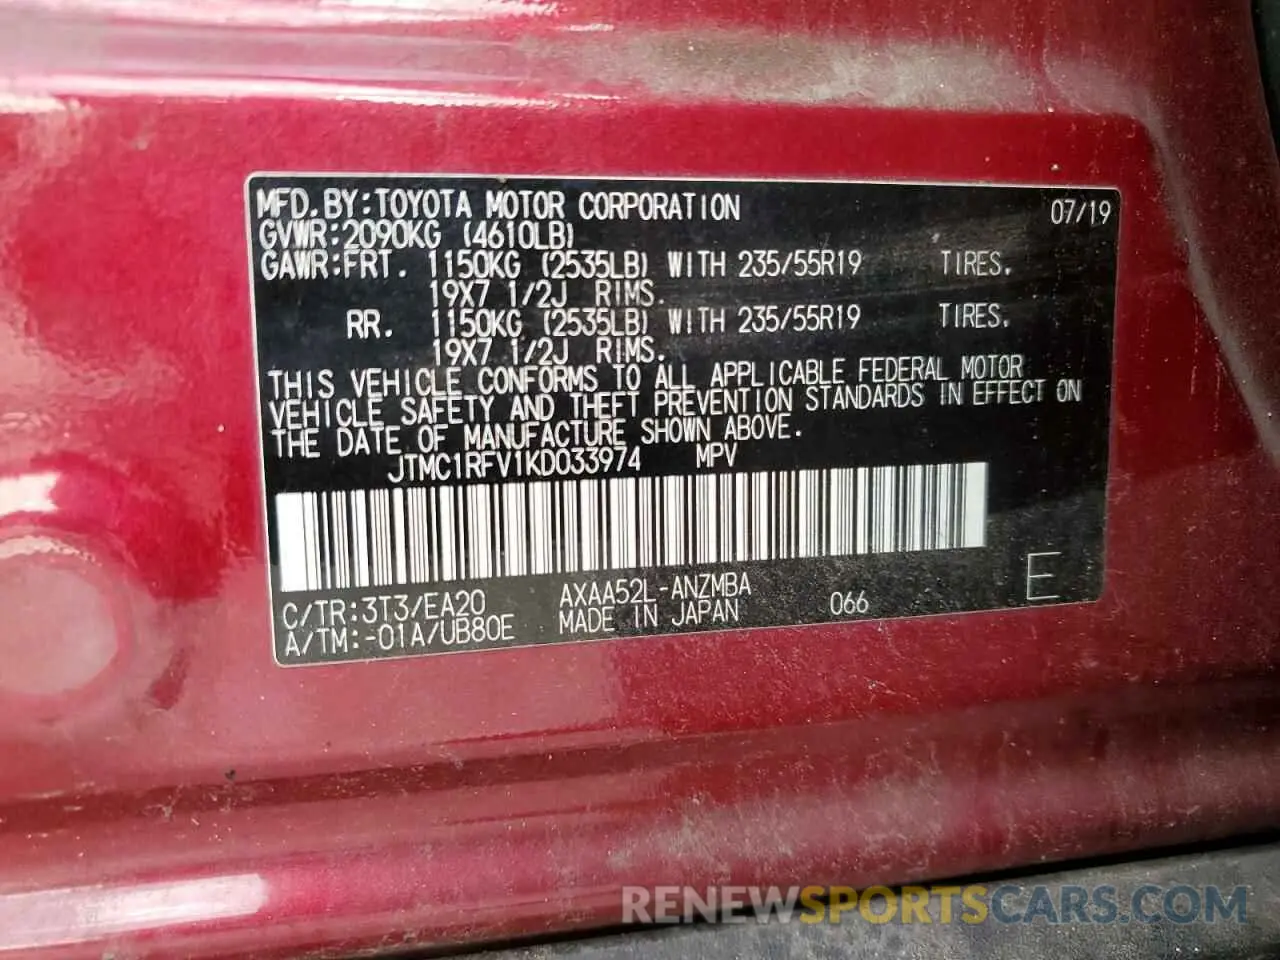 MFD.BY:TOYOTA MOTOR CORPORATION 07/19
GVWR:2090KG (4610LB)
GAWR:FRT. 1150KG (2535LB) WITH 235/55R19 TIRES.
19X7 1/2J RIMS.
RR. 1150KG (2535LB) WITH 235/55R19 TIRES.
19X7 1/2J RIMS.
THIS VEHICLE CONFORMS TO ALL APPLICABLE FEDERAL MOTOR
VEHICLE SAFETY AND THEFT PREVENTION STANDARDS IN EFFECT ON
THE DATE OF MANUFACTURE SHOWN ABOVE.
JTMC1RFV1KD033974 MPV
C/TR:3T3/EA20 AXAA52L-ANZMBA
A/TM:-01A/UB80E MADE IN JAPAN 066 E
RENEWSPORTSCARS.COM